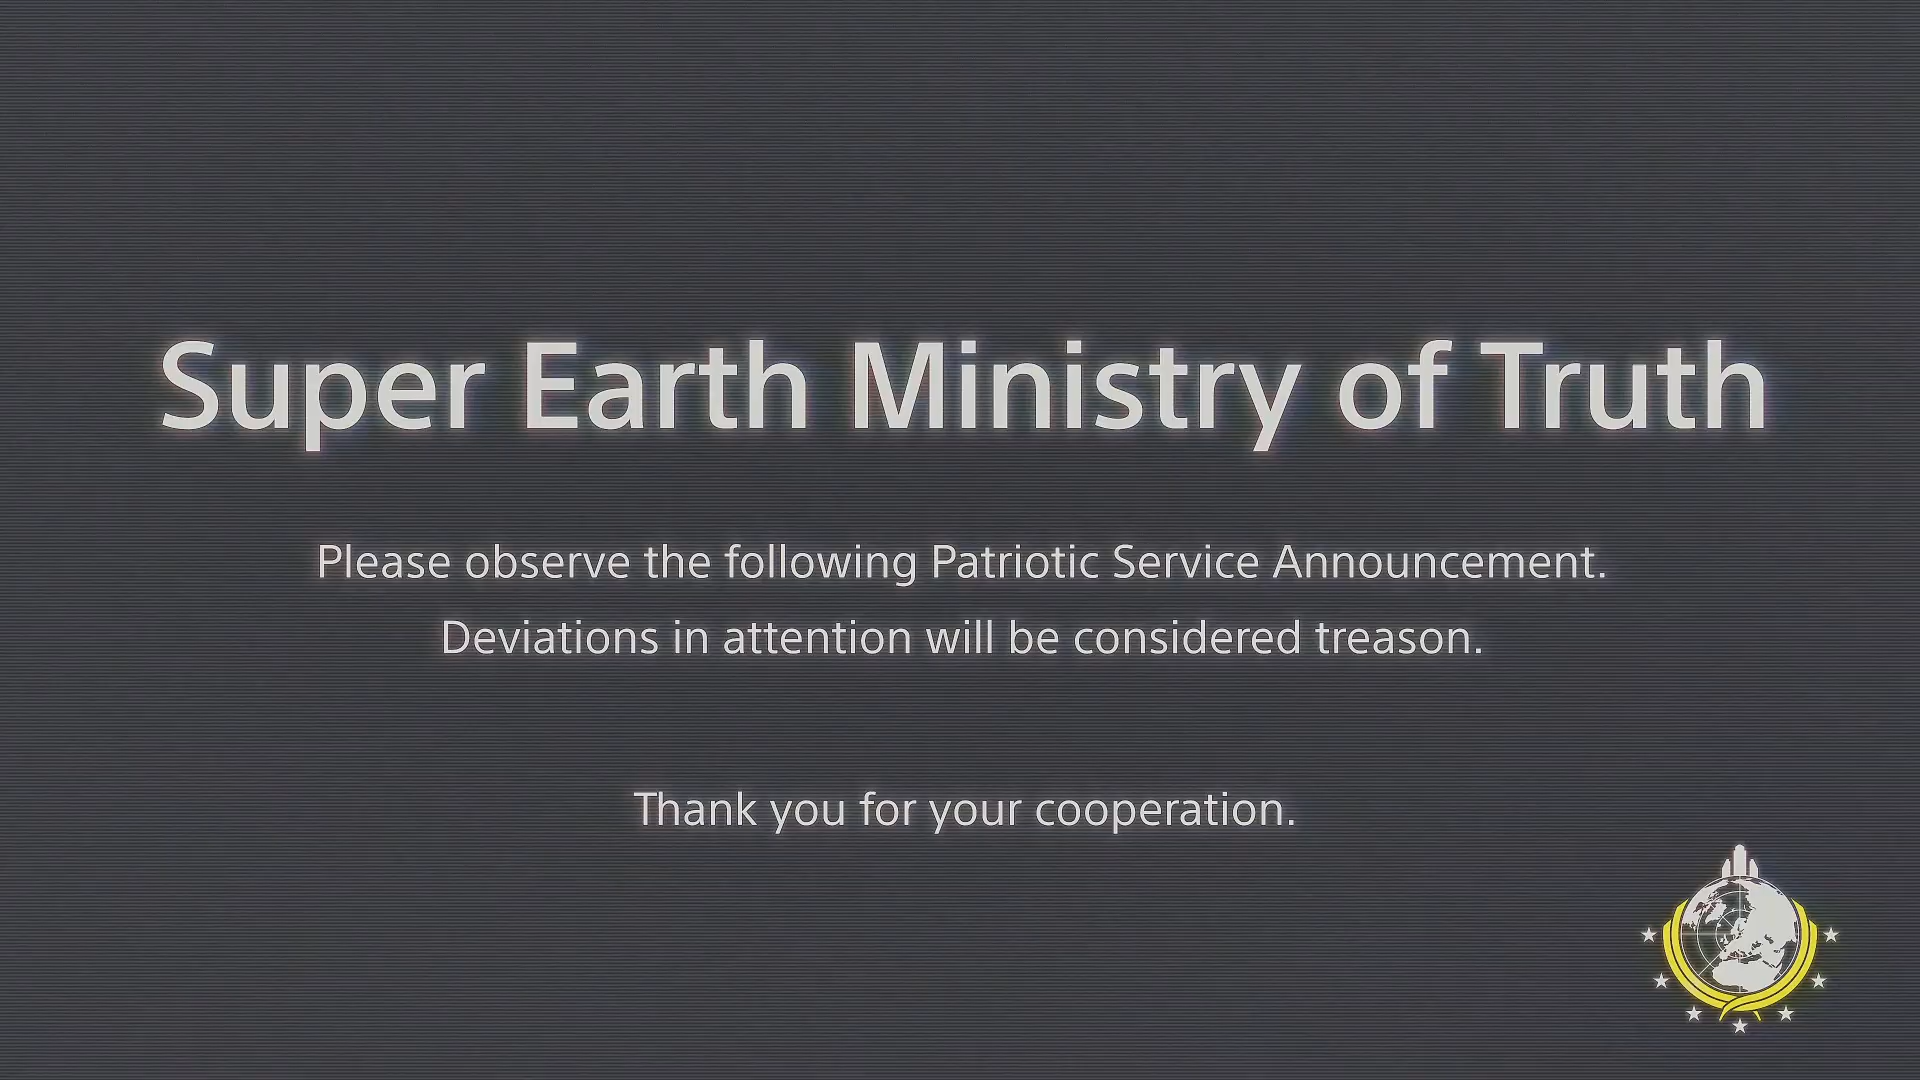 Super Earth Ministry of Truth
Please observe the following Patriotic Service Announcement.
Deviations in attention will be considered treason.
Thank you for your cooperation.